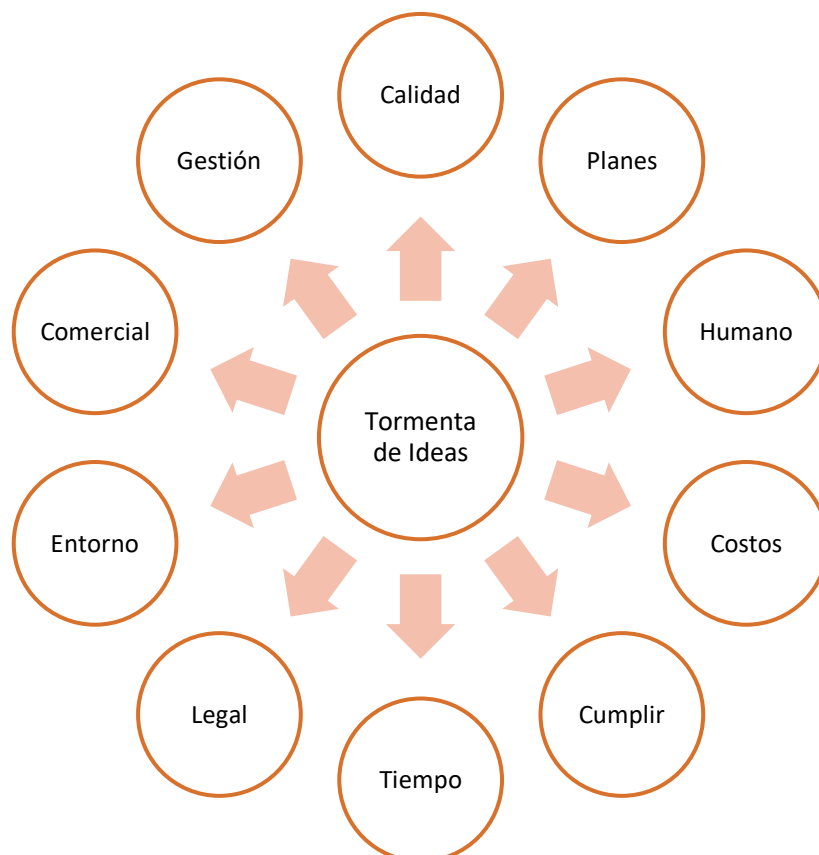 Calidad
Gestión
Planes
Comercial
Humano
Tormenta
de Ideas
Entorno
Costos
Legal
Cumplir
Tiempo